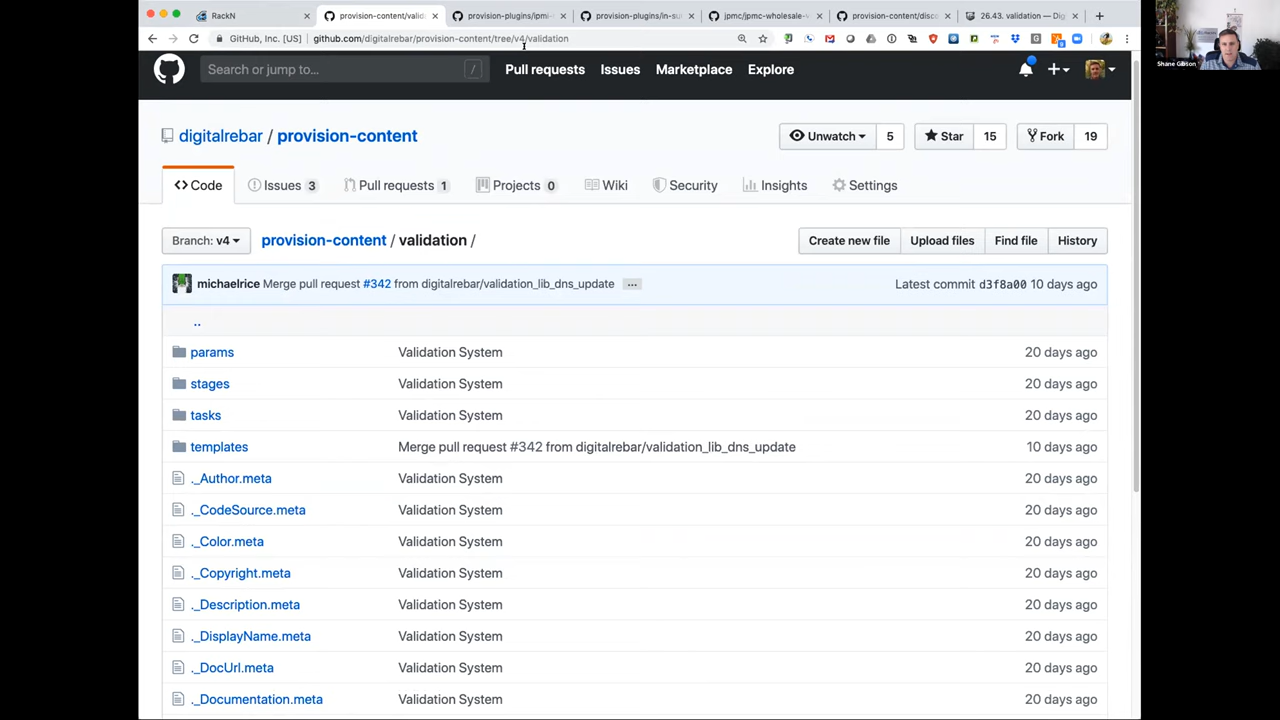 RackN
provision-content/valid
provision-plugins/ipmi-
provision-plugins/in-su
jpmc/jpmc-wholesale-v
provision-content/disco
26.43. validation — Dig
GitHub, Inc. [US]
github.com/digitalrebar/provision-content/tree/v4/validation
Shane Gibson
Search or jump to...
/
Pull requests
Issues
Marketplace
Explore
digitalrebar / provision-content
Unwatch
5
Star
15
Fork
19
Code
Issues 3
Pull requests 1
Projects 0
Wiki
Security
Insights
Settings
Branch: v4
provision-content / validation /
Create new file
Upload files
Find file
History
michaelrice Merge pull request #342 from digitalrebar/validation_lib_dns_update
...
Latest commit d3f8a00 10 days ago
..
params Validation System 20 days ago
stages Validation System 20 days ago
tasks Validation System 20 days ago
templates Merge pull request #342 from digitalrebar/validation_lib_dns_update 10 days ago
._Author.meta Validation System 20 days ago
._CodeSource.meta Validation System 20 days ago
._Color.meta Validation System 20 days ago
._Copyright.meta Validation System 20 days ago
._Description.meta Validation System 20 days ago
._DisplayName.meta Validation System 20 days ago
._DocUrl.meta Validation System 20 days ago
._Documentation.meta Validation System 20 days ago